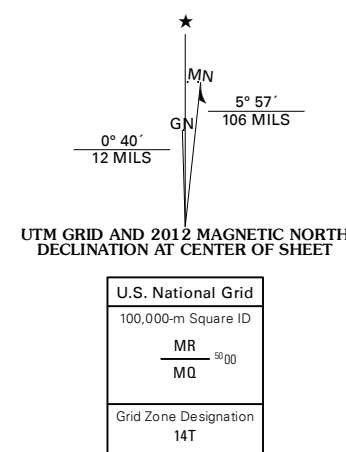 MN
GN
5° 57´
106 MILS
0° 40´
12 MILS
UTM GRID AND 2012 MAGNETIC NORTH
DECLINATION AT CENTER OF SHEET
U.S. National Grid
100,000-m Square ID
MR
5000
MQ
Grid Zone Designation
14T